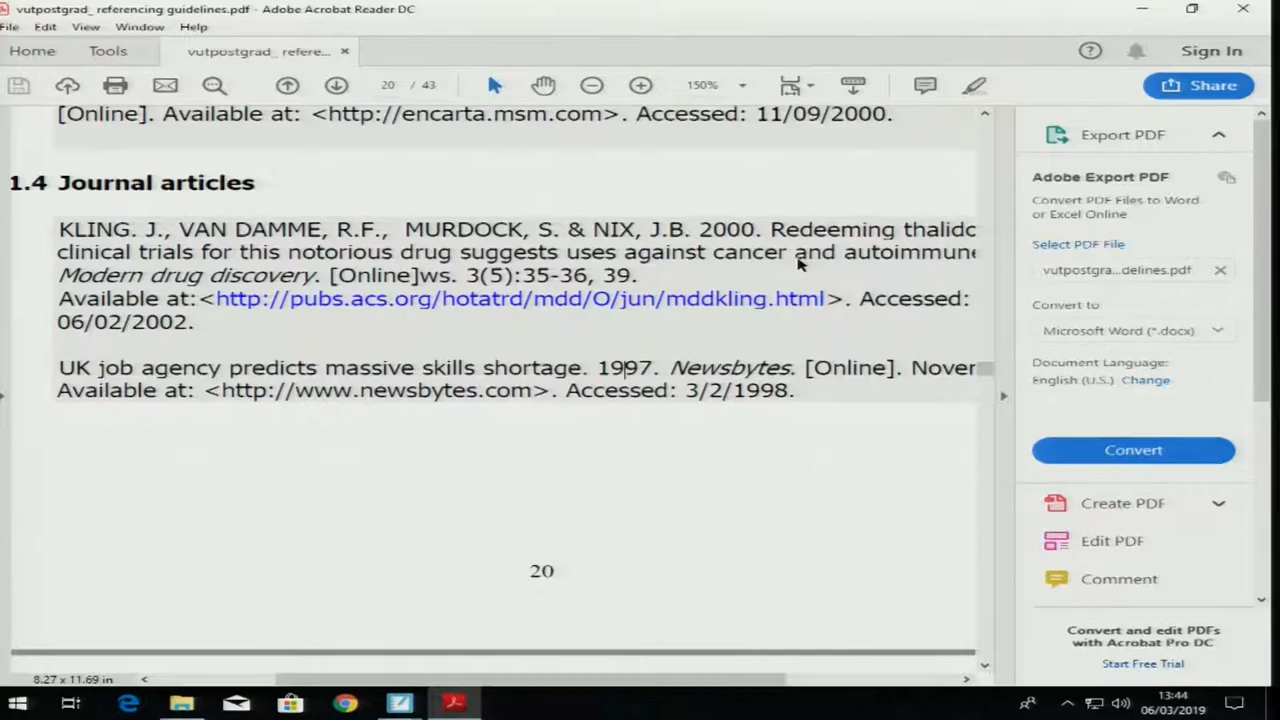 vutpostgrad_ referencing guidelines.pdf - Adobe Acrobat Reader DC
File Edit View Window Help
Home Tools vutpostgrad_ refere... × Sign In
20 / 43 150% Share
[Online]. Available at: <http://encarta.msm.com>. Accessed: 11/09/2000.
1.4 Journal articles
KLING. J., VAN DAMME, R.F., MURDOCK, S. & NIX, J.B. 2000. Redeeming thalidc
clinical trials for this notorious drug suggests uses against cancer and autoimmune
Modern drug discovery. [Online]ws. 3(5):35-36, 39.
Available at:<http://pubs.acs.org/hotatrd/mdd/O/jun/mddkling.html>. Accessed:
06/02/2002.
UK job agency predicts massive skills shortage. 1997. Newsbytes. [Online]. Nover
Available at: <http://www.newsbytes.com>. Accessed: 3/2/1998.
20
8.27 x 11.69 in
Export PDF
Adobe Export PDF
Convert PDF Files to Word
or Excel Online
Select PDF File
vutpostgra...delines.pdf ×
Convert to
Microsoft Word (*.docx)
Document Language:
English (U.S.) Change
Convert
Create PDF
Edit PDF
Comment
Convert and edit PDFs
with Acrobat Pro DC
Start Free Trial
13:44
06/03/2019